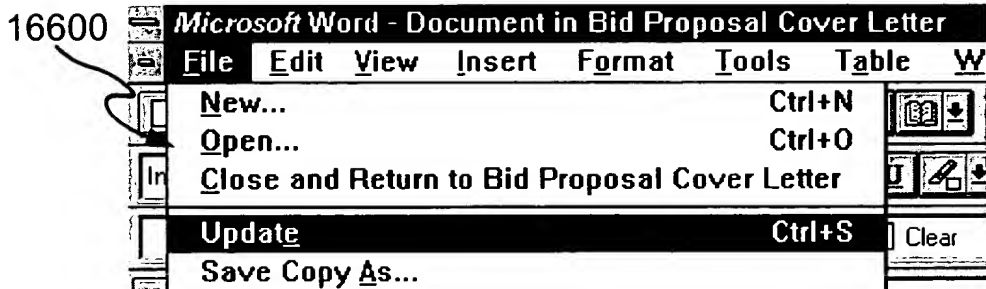 16600
Microsoft Word - Document in Bid Proposal Cover Letter
File Edit View Insert Format Tools Table W
New... Ctrl+N
Open... Ctrl+O
In
Close and Return to Bid Proposal Cover Letter U
Update Ctrl+S Clear
Save Copy As...